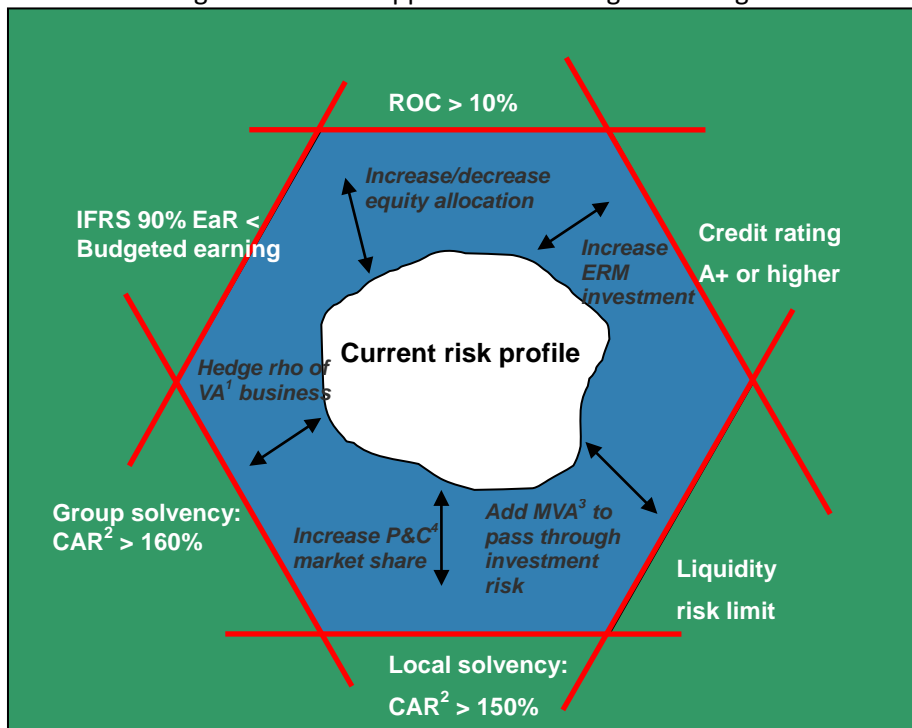 ROC > 10%
Increase/decrease
equity allocation
IFRS 90% EaR <
Budgeted earning
Increase
ERM
investment
Credit rating
A+ or higher
Current risk profile
Hedge rho of
VA¹ business
Group solvency:
CAR² > 160%
Increase P&C⁴
market share
Add MVA³ to
pass through
investment
risk
Liquidity
risk limit
Local solvency:
CAR² > 150%